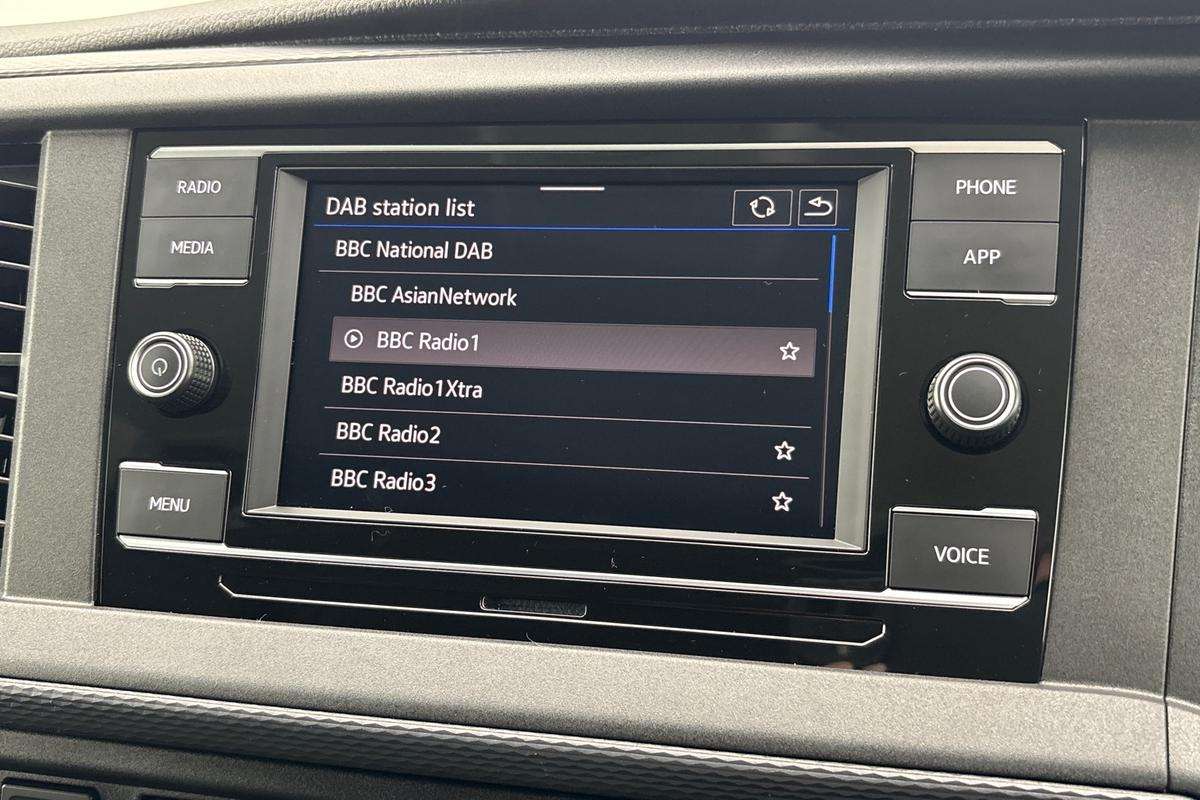 RADIO
MEDIA
MENU
DAB station list
BBC National DAB
BBC AsianNetwork
BBC Radio1
BBC Radio1Xtra
BBC Radio2
BBC Radio3
PHONE
APP
VOICE